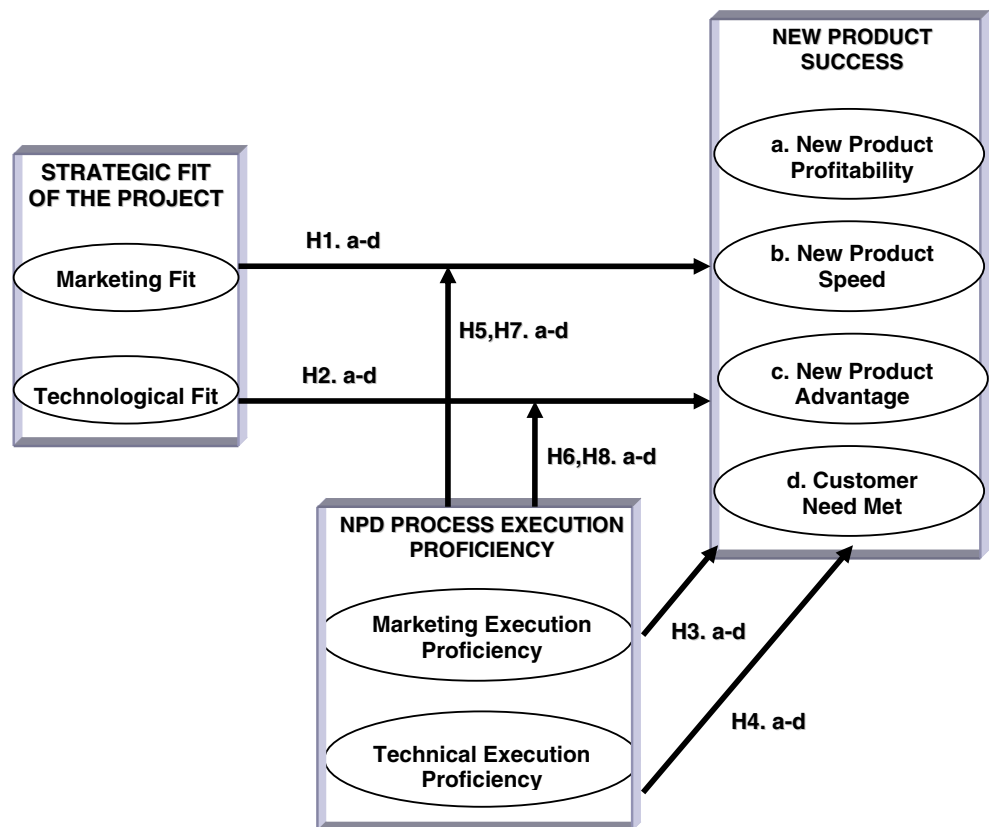 NEW PRODUCT
SUCCESS
a. New Product
Profitability
b. New Product
Speed
c. New Product
Advantage
d. Customer
Need Met
STRATEGIC FIT
OF THE PROJECT
Marketing Fit
Technological Fit
H1. a-d
H5,H7. a-d
H2. a-d
H6,H8. a-d
NPD PROCESS EXECUTION
PROFICIENCY
Marketing Execution
Proficiency
Technical Execution
Proficiency
H3. a-d
H4. a-d